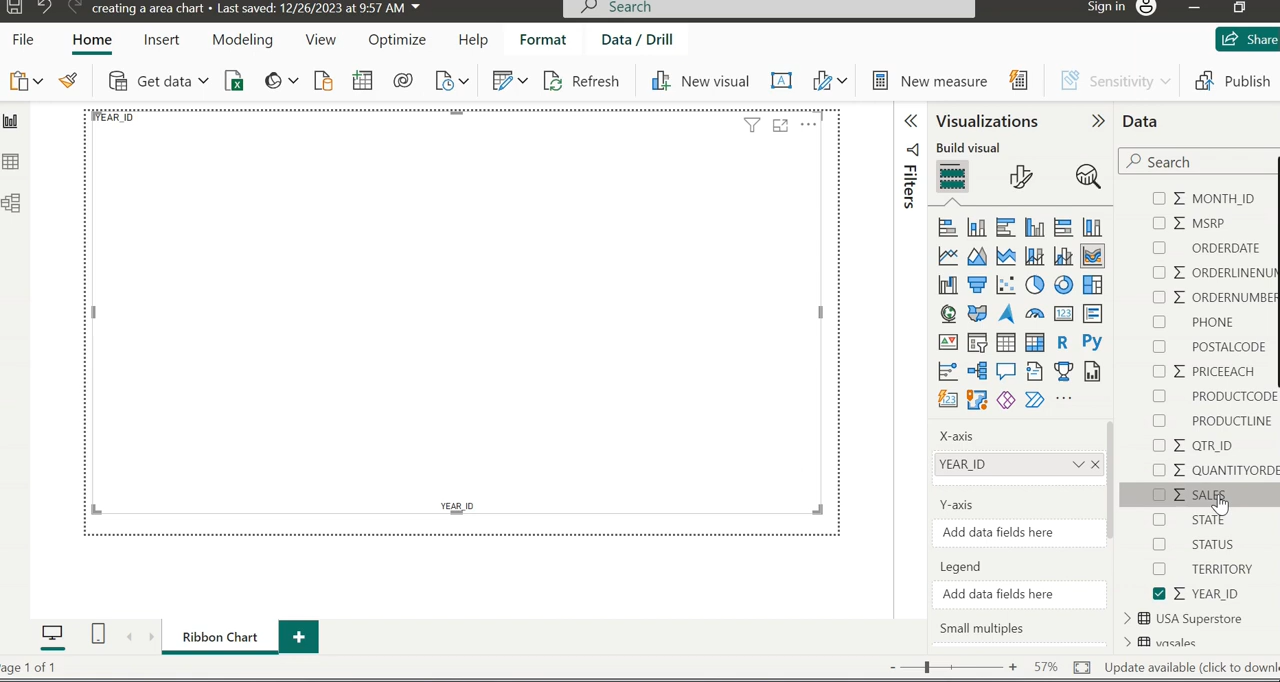 creating a area chart • Last saved: 12/26/2023 at 9:57 AM
Search
Sign in
File
Home
Insert
Modeling
View
Optimize
Help
Format
Data / Drill
Share
Get data
Refresh
New visual
A
New measure
Sensitivity
Publish
YEAR_ID
YEAR_ID
Filters
Visualizations
Build visual
123
R
Py
123
X-axis
YEAR_ID
Y-axis
Add data fields here
Legend
Add data fields here
Small multiples
Data
Search
MONTH_ID
MSRP
ORDERDATE
ORDERLINENUM
ORDERNUMBER
PHONE
POSTALCODE
PRICEEACH
PRODUCTCODE
PRODUCTLINE
QTR_ID
QUANTITYORDE
SALES
STATE
STATUS
TERRITORY
YEAR_ID
USA Superstore
vgsales
Ribbon Chart
age 1 of 1
- + 57%
Update available (click to downl